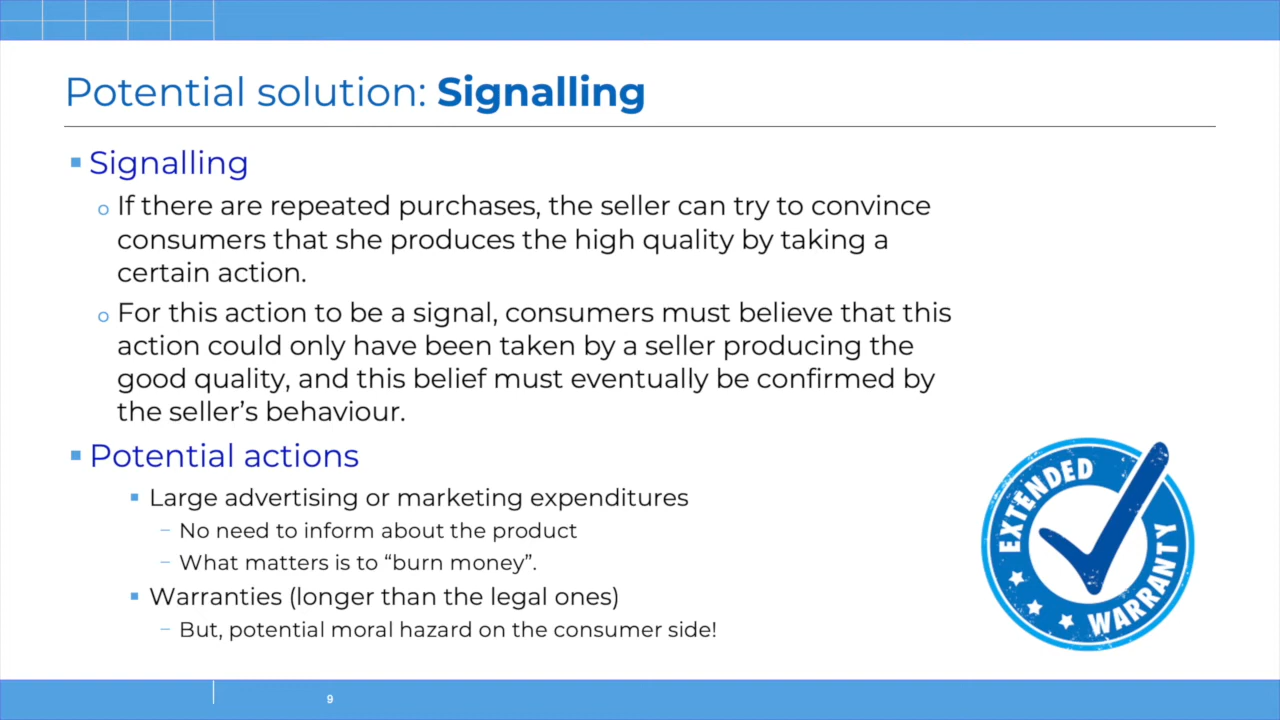 Potential solution: Signalling
Signalling
If there are repeated purchases, the seller can try to convince
consumers that she produces the high quality by taking a
certain action.
For this action to be a signal, consumers must believe that this
action could only have been taken by a seller producing the
good quality, and this belief must eventually be confirmed by
the seller’s behaviour.
Potential actions
Large advertising or marketing expenditures
– No need to inform about the product
– What matters is to “burn money”.
Warranties (longer than the legal ones)
– But, potential moral hazard on the consumer side!
EXTENDED
WARRANTY
9